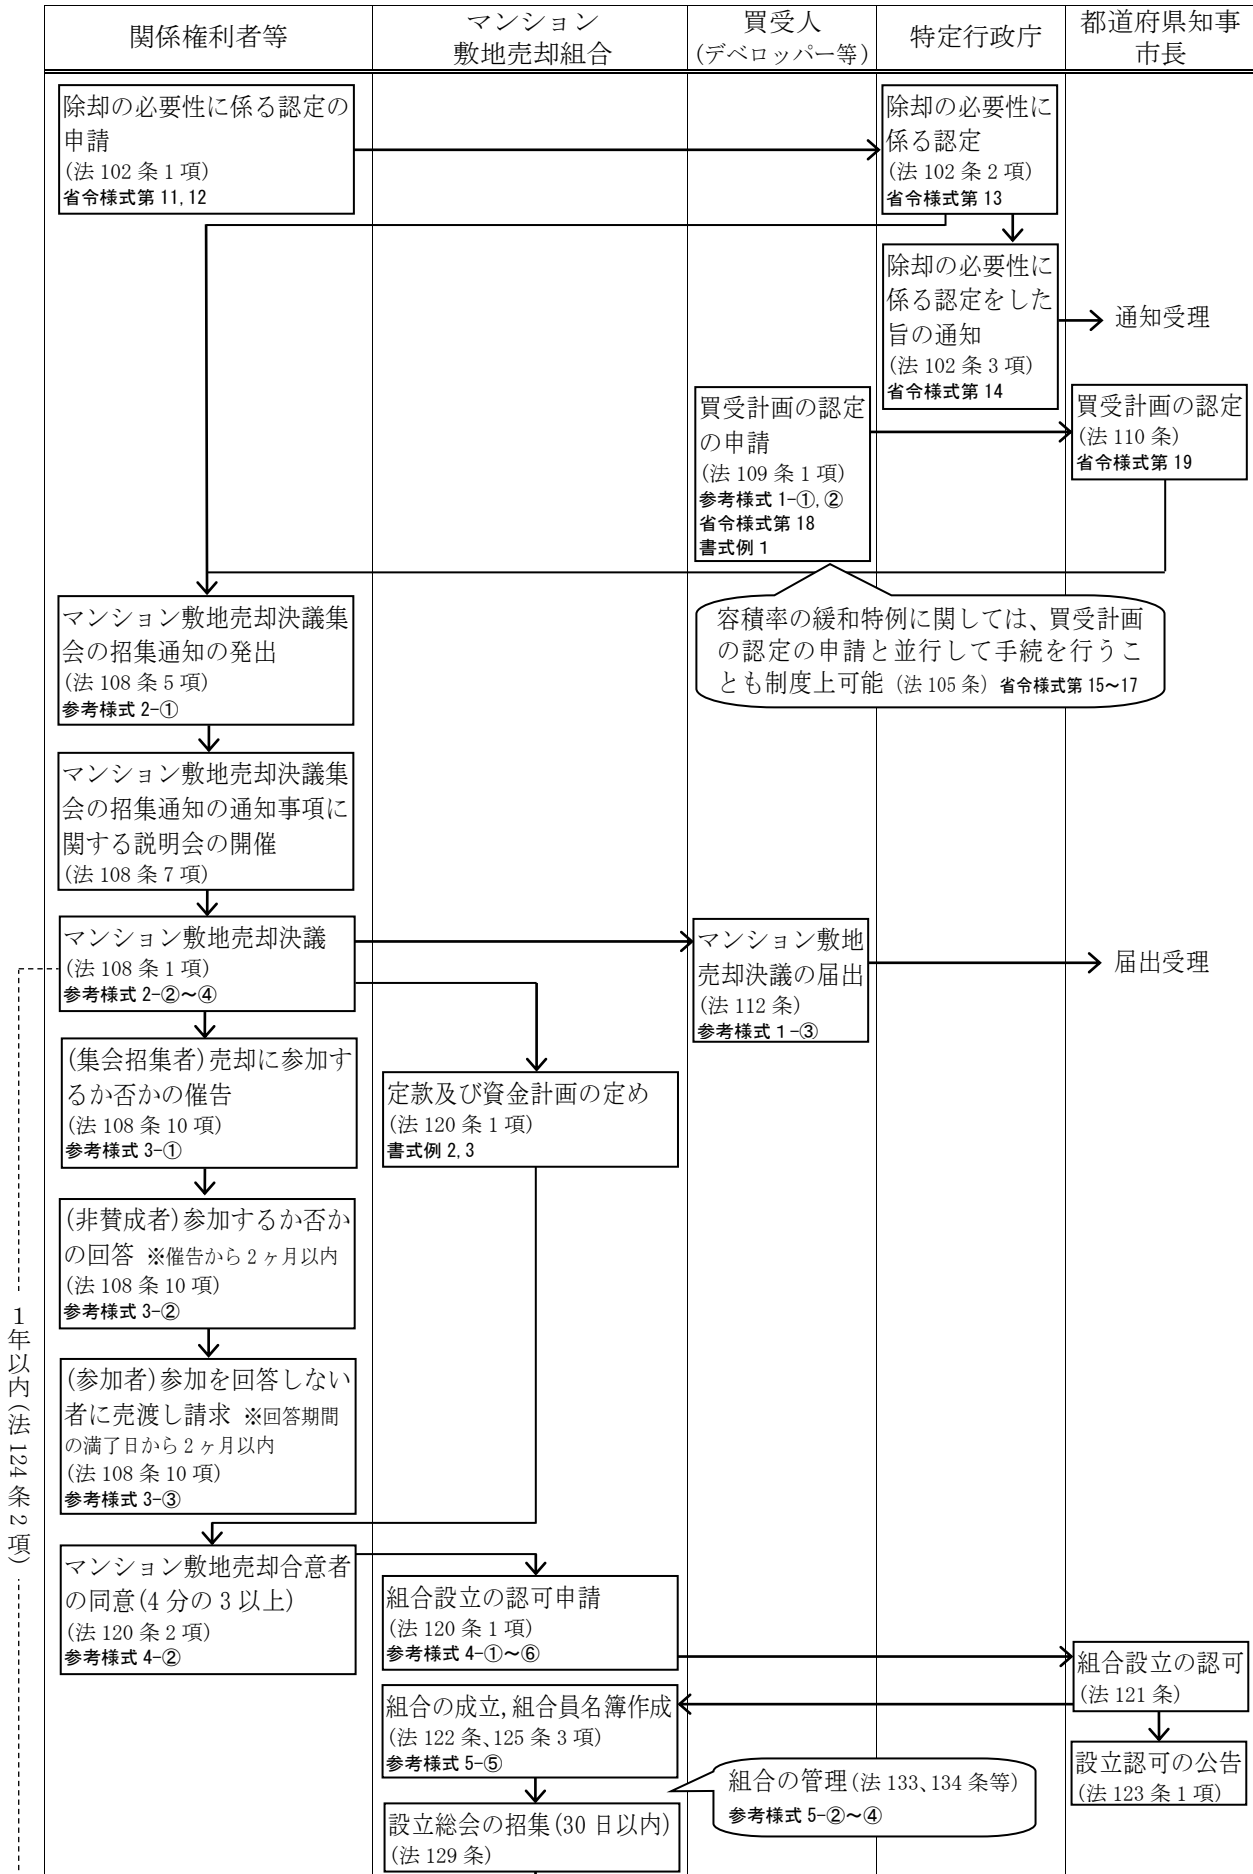 関係権利者等
マンション
敷地売却組合
買受人
(デベロッパー等)
特定行政庁
都道府県知事
市長
除却の必要性に係る認定の
申請
(法 102 条 1 項)
省令様式第 11, 12
除却の必要性に
係る認定
(法 102 条 2 項)
省令様式第 13
除却の必要性に
係る認定をした
旨の通知
(法 102 条 3 項)
省令様式第 14
通知受理
買受計画の認定
の申請
(法 109 条 1 項)
参考様式 1-①, ②
省令様式第 18
書式例 1
買受計画の認定
(法 110 条)
省令様式第 19
容積率の緩和特例に関しては、買受計画
の認定の申請と並行して手続を行うこ
とも制度上可能 (法 105 条) 省令様式第 15~17
マンション敷地売却決議集
会の招集通知の発出
(法 108 条 5 項)
参考様式 2-①
マンション敷地売却決議集
会の招集通知の通知事項に
関する説明会の開催
(法 108 条 7 項)
マンション敷地売却決議
(法 108 条 1 項)
参考様式 2-②~④
マンション敷地
売却決議の届出
(法 112 条)
参考様式 1-③
届出受理
(集会招集者)売却に参加す
るか否かの催告
(法 108 条 10 項)
参考様式 3-①
定款及び資金計画の定め
(法 120 条 1 項)
書式例 2, 3
(非賛成者)参加するか否か
の回答 ※催告から 2 ヶ月以内
(法 108 条 10 項)
参考様式 3-②
(参加者)参加を回答しない
者に売渡し請求 ※回答期間
の満了日から 2 ヶ月以内
(法 108 条 10 項)
参考様式 3-③
1年以内(法 124 条 2 項)
マンション敷地売却合意者
の同意(4 分の 3 以上)
(法 120 条 2 項)
参考様式 4-②
組合設立の認可申請
(法 120 条 1 項)
参考様式 4-①~⑥
組合設立の認可
(法 121 条)
組合の成立, 組合員名簿作成
(法 122 条、125 条 3 項)
参考様式 5-⑤
設立認可の公告
(法 123 条 1 項)
組合の管理(法 133、134 条等)
参考様式 5-②~④
設立総会の招集(30 日以内)
(法 129 条)